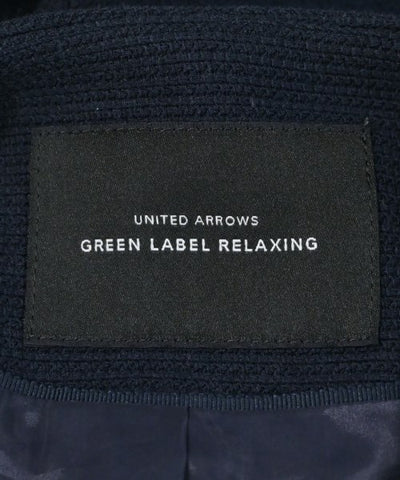 UNITED ARROWS
GREEN LABEL RELAXING